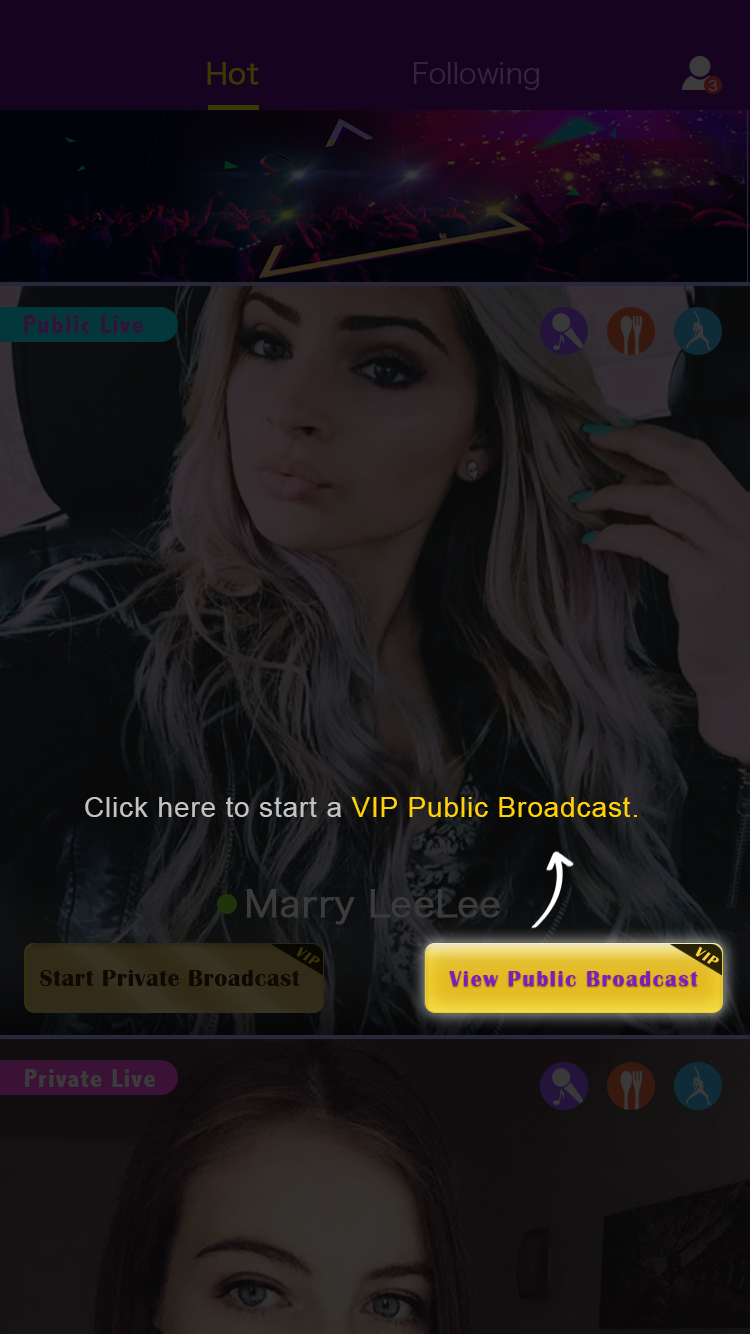 Hot Following
3
Public Live
Click here to start a VIP Public Broadcast.
Marry LeeLee
VIP VIP
Start Private Broadcast View Public Broadcast
Private Live